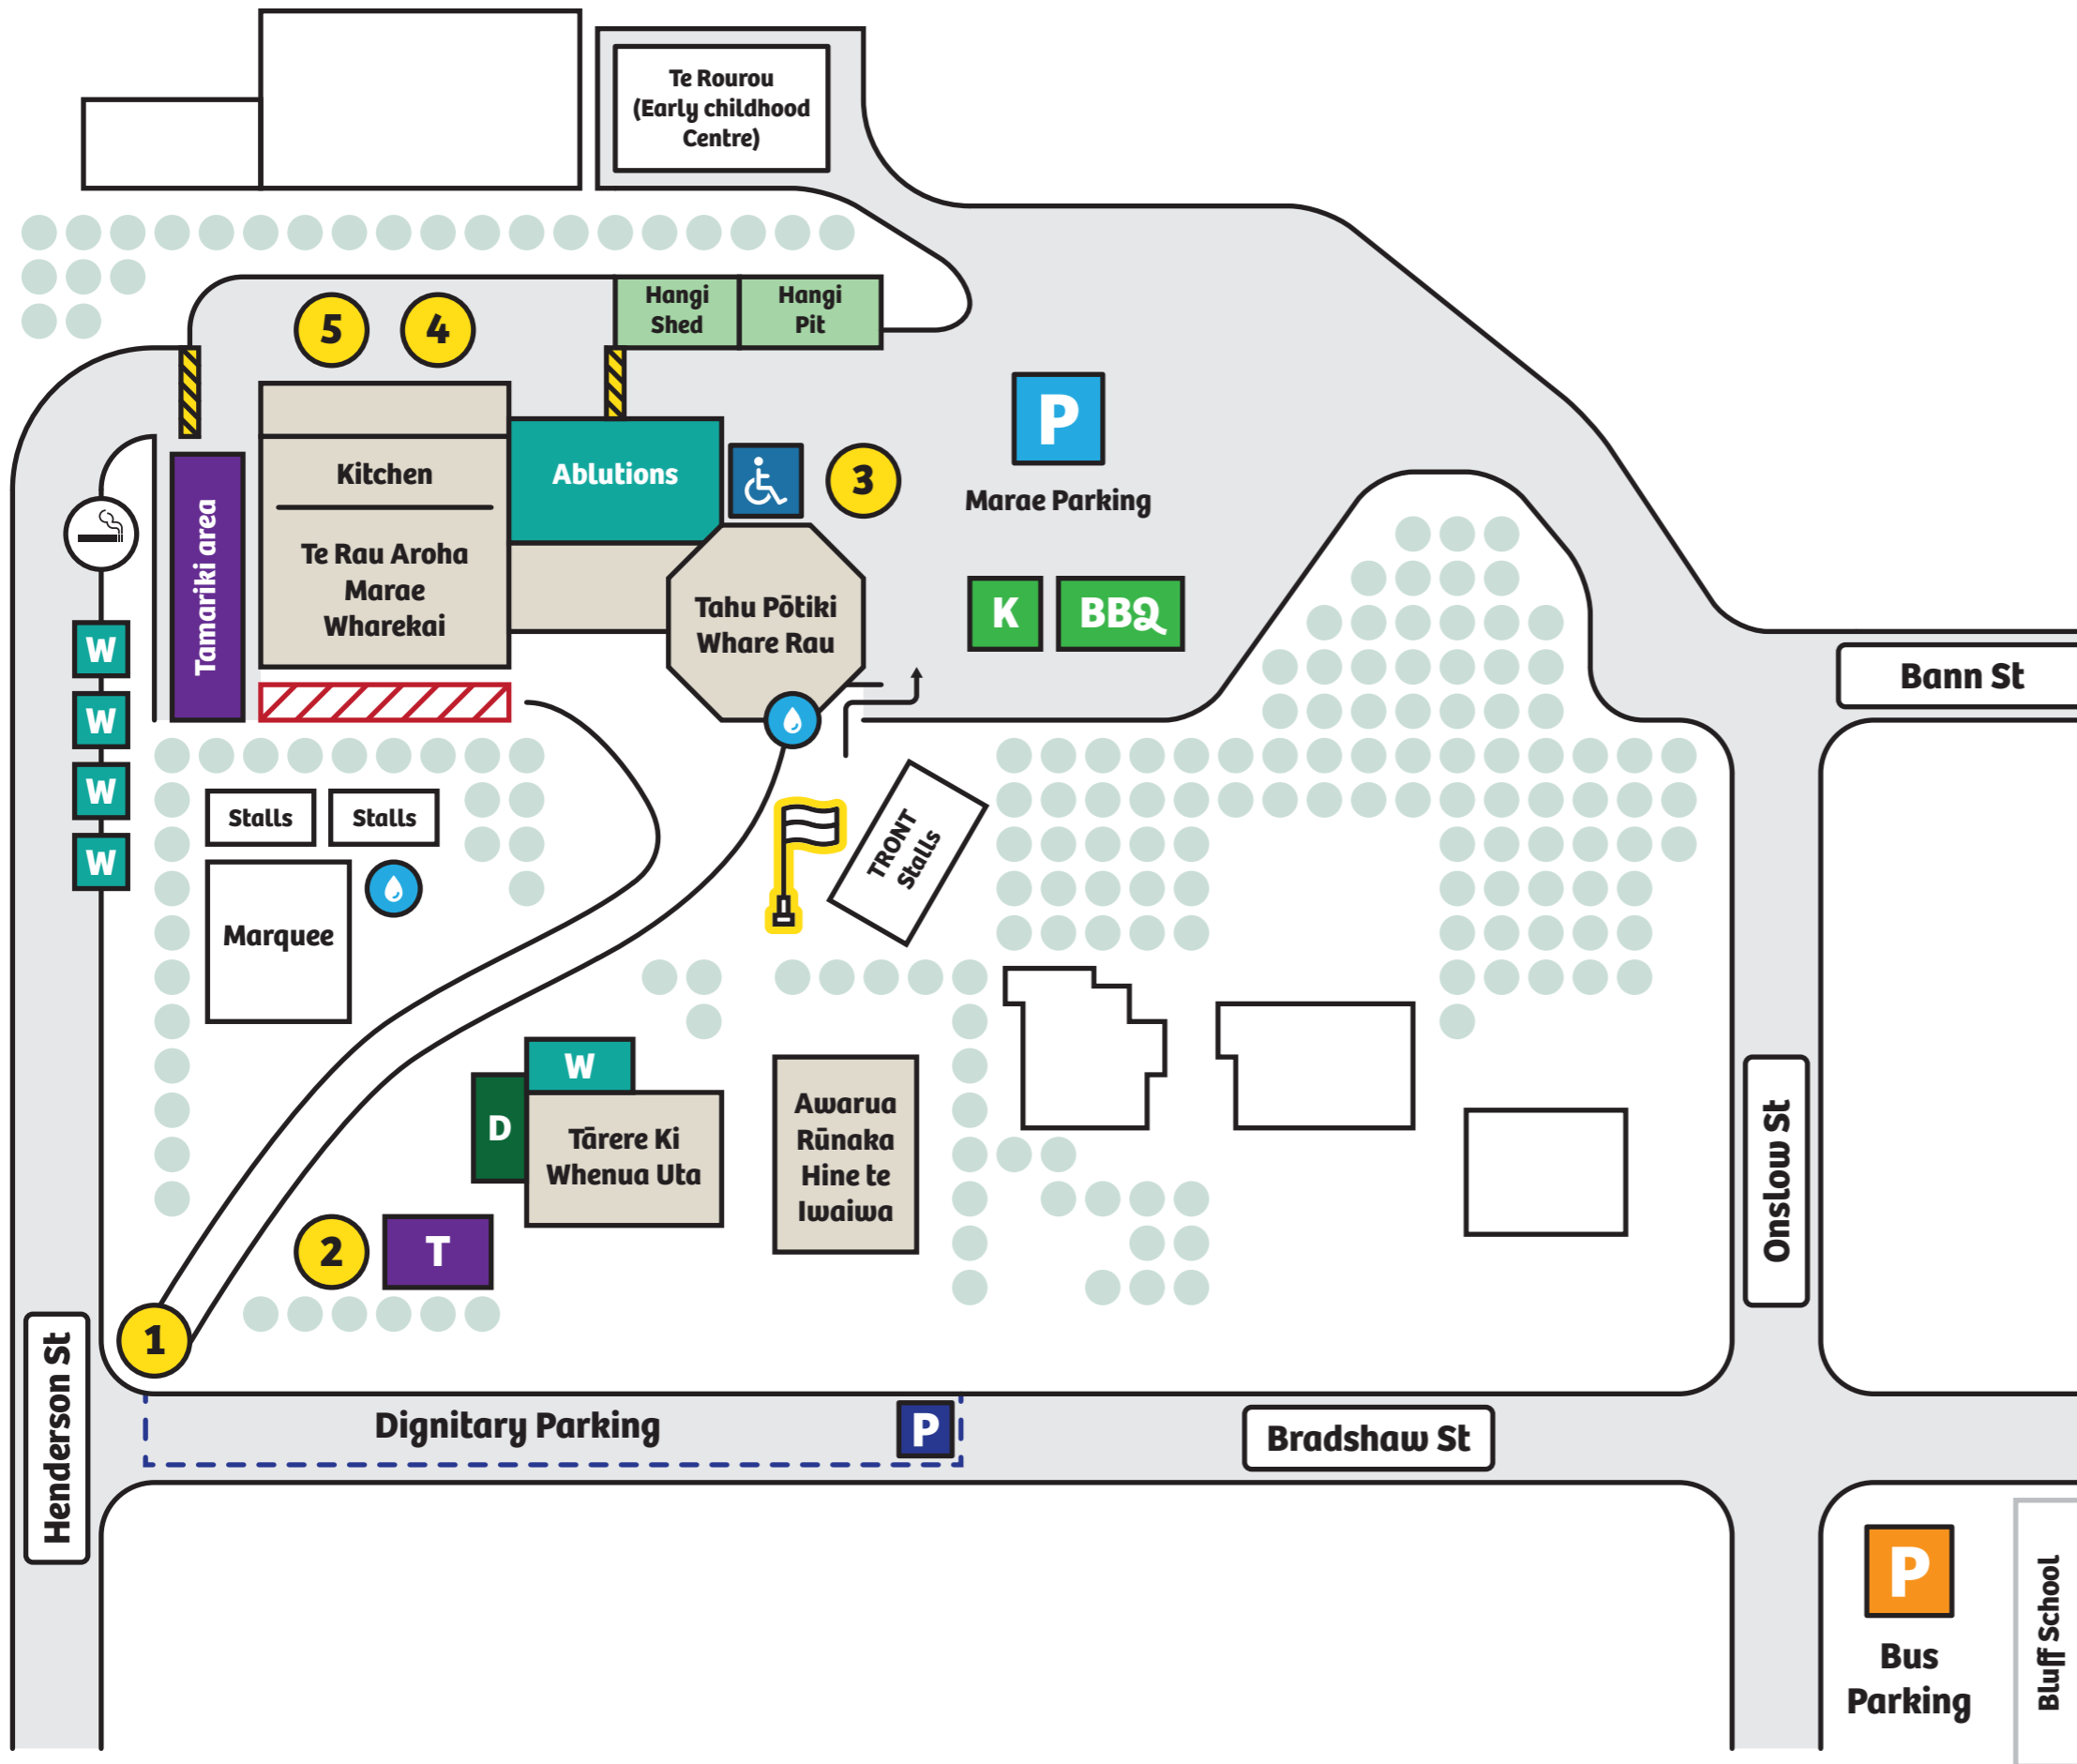 Te Rourou
(Early childhood
Centre)
Hangi
Shed
Hangi
Pit
5
4
P
Marae Parking
Kitchen
Ablutions
3
Tamariki area
Te Rau Aroha
Marae
Wharekai
Tahu Pōtiki
Whare Rau
K
BBQ
W
W
W
W
Bann St
Stalls
Stalls
TRONT
Stalls
Marquee
W
D
Tārere Ki
Whenua Uta
Awarua
Rūnaka
Hine te
Iwaiwa
Onslow St
2
T
1
Henderson St
Dignitary Parking
P
Bradshaw St
P
Bus
Parking
Bluff School